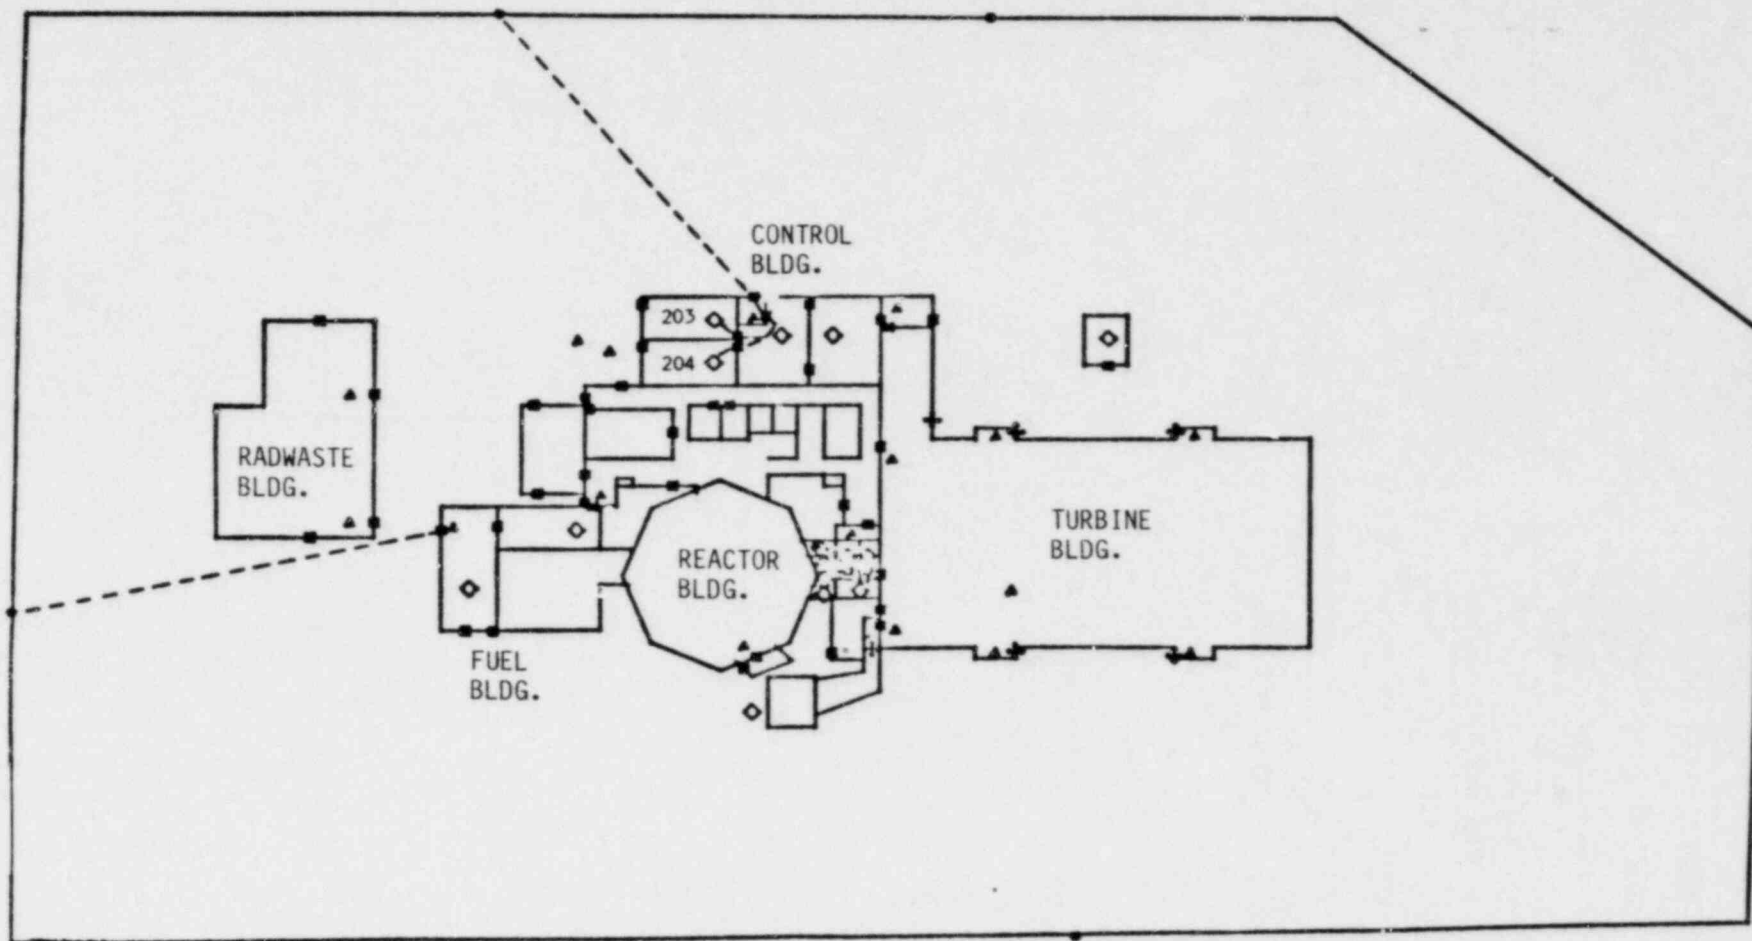 CONTROL
BLDG.
203
204
RADWASTE
BLDG.
REACTOR
BLDG.
TURBINE
BLDG.
FUEL
BLDG.